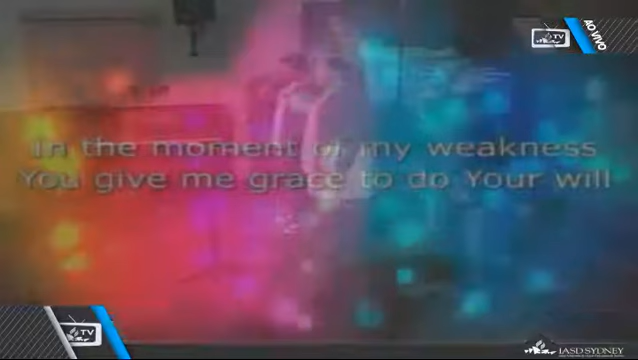 TV
AO VIVO
In the moment of my weakness
You give me grace to do Your will
TV
IASD SYDNEY